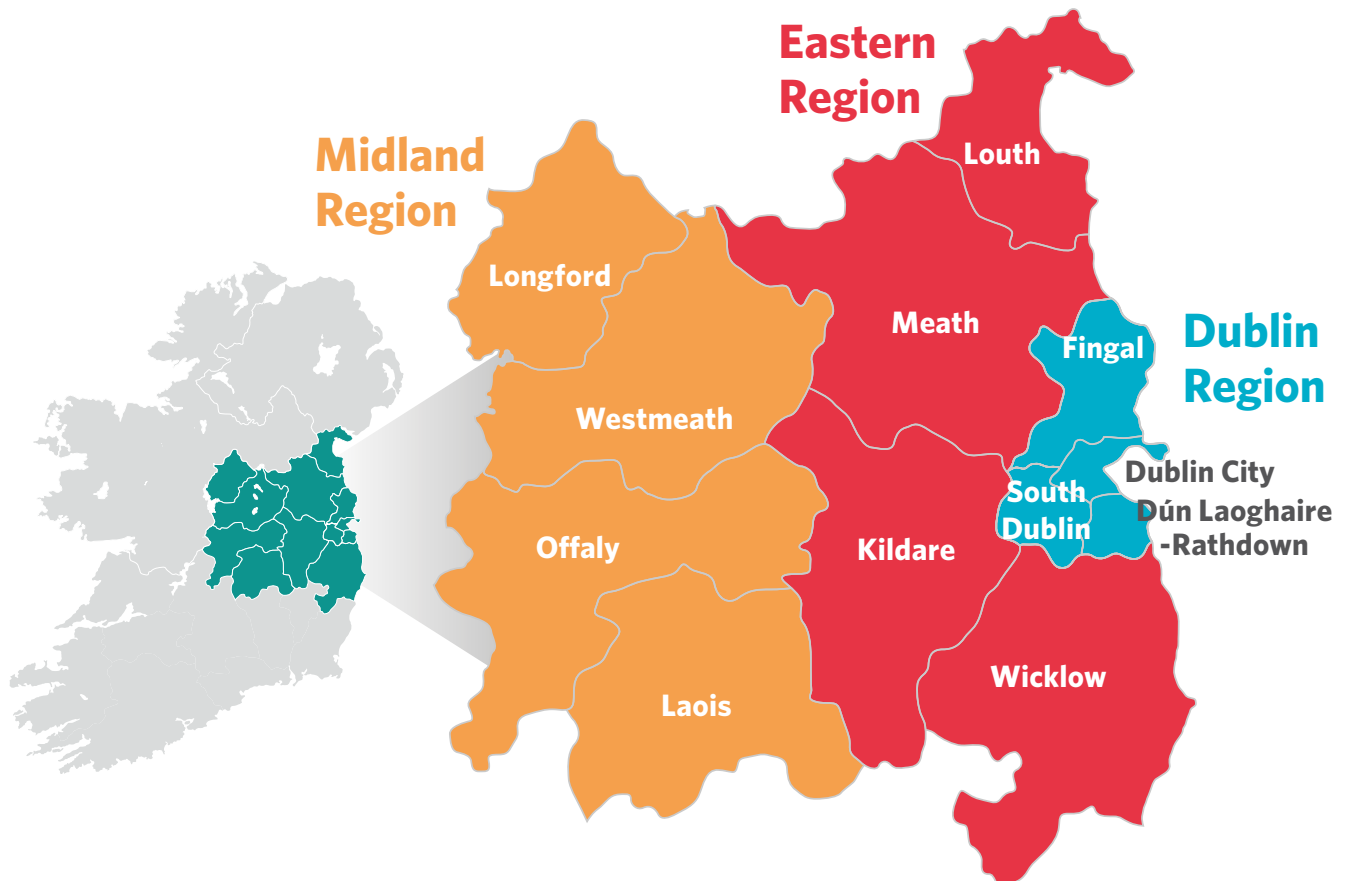 Eastern
Region
Midland
Region
Louth
Longford
Meath
Dublin
Region
Fingal
Westmeath
Dublin City
South
Dublin
Dún Laoghaire
-Rathdown
Offaly
Kildare
Wicklow
Laois